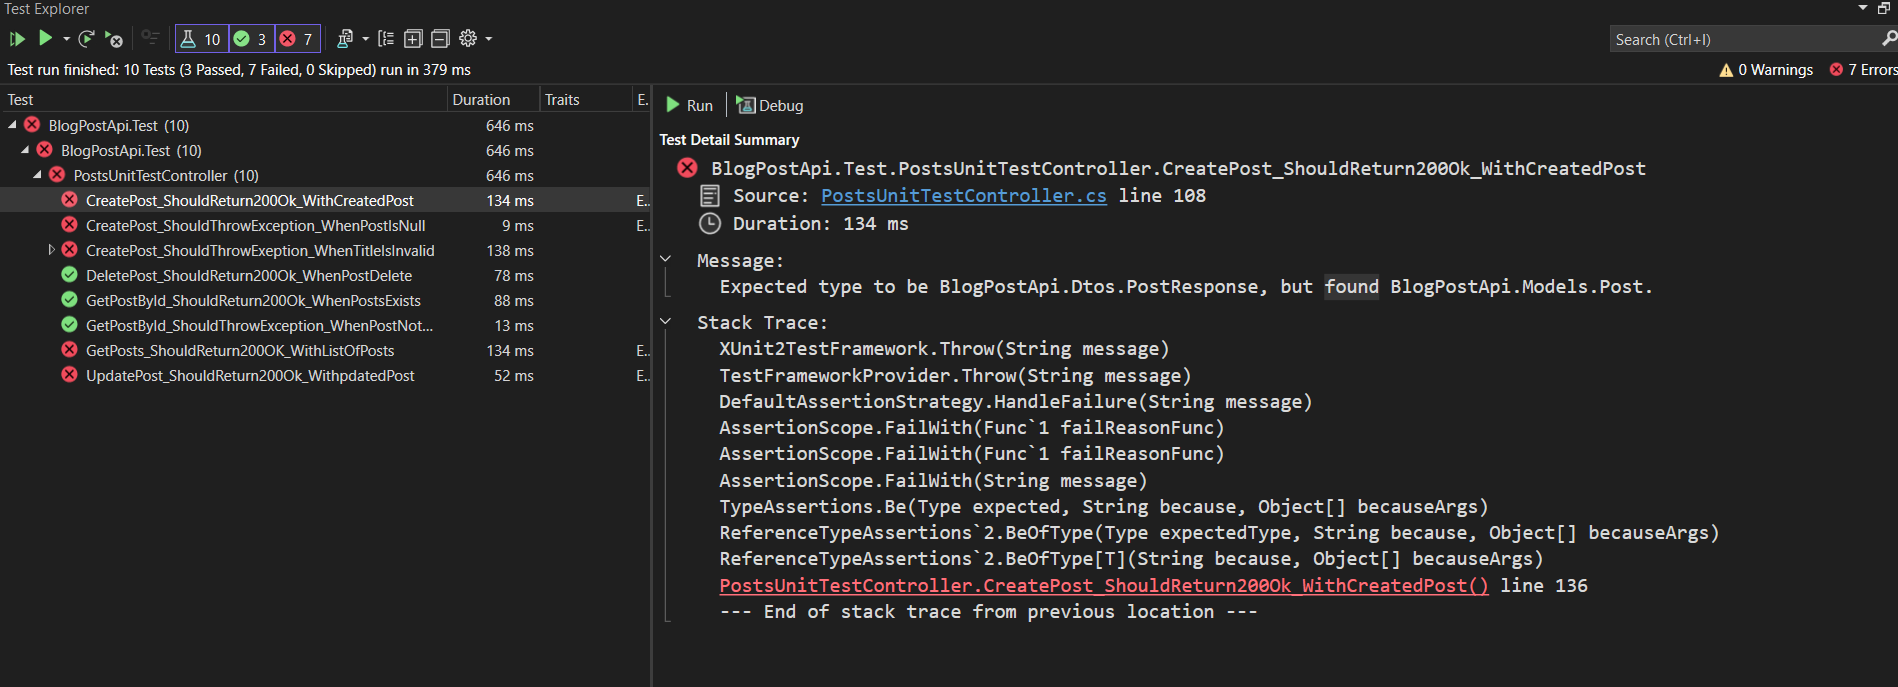 Test Explorer
10 3 7
Search (Ctrl+I)
Test run finished: 10 Tests (3 Passed, 7 Failed, 0 Skipped) run in 379 ms
0 Warnings 7 Errors
Test Duration Traits E.
BlogPostApi.Test (10) 646 ms
BlogPostApi.Test (10) 646 ms
PostsUnitTestController (10) 646 ms
CreatePost_ShouldReturn200Ok_WithCreatedPost 134 ms E..
CreatePost_ShouldThrowException_WhenPostIsNull 9 ms E..
CreatePost_ShouldThrowExeption_WhenTitleIsInvalid 138 ms
DeletePost_ShouldReturn200Ok_WhenPostDelete 78 ms
GetPostById_ShouldReturn200Ok_WhenPostsExists 88 ms
GetPostById_ShouldThrowException_WhenPostNot... 13 ms
GetPosts_ShouldReturn200OK_WithListOfPosts 134 ms E..
UpdatePost_ShouldReturn200Ok_WithpdatedPost 52 ms E..
Run Debug
Test Detail Summary
BlogPostApi.Test.PostsUnitTestController.CreatePost_ShouldReturn200Ok_WithCreatedPost
Source: PostsUnitTestController.cs line 108
Duration: 134 ms
Message:
Expected type to be BlogPostApi.Dtos.PostResponse, but found BlogPostApi.Models.Post.
Stack Trace:
XUnit2TestFramework.Throw(String message)
TestFrameworkProvider.Throw(String message)
DefaultAssertionStrategy.HandleFailure(String message)
AssertionScope.FailWith(Func`1 failReasonFunc)
AssertionScope.FailWith(Func`1 failReasonFunc)
AssertionScope.FailWith(String message)
TypeAssertions.Be(Type expected, String because, Object[] becauseArgs)
ReferenceTypeAssertions`2.BeOfType(Type expectedType, String because, Object[] becauseArgs)
ReferenceTypeAssertions`2.BeOfType[T](String because, Object[] becauseArgs)
PostsUnitTestController.CreatePost_ShouldReturn200Ok_WithCreatedPost() line 136
--- End of stack trace from previous location ---